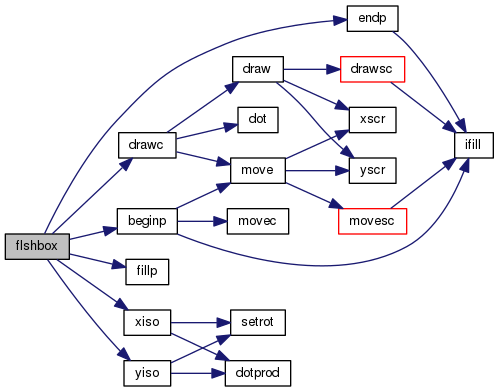 endp
draw
drawsc
xscr
dot
drawc
ifill
move
yscr
beginp
movec
movesc
flshbox
fillp
xiso
setrot
yiso
dotprod